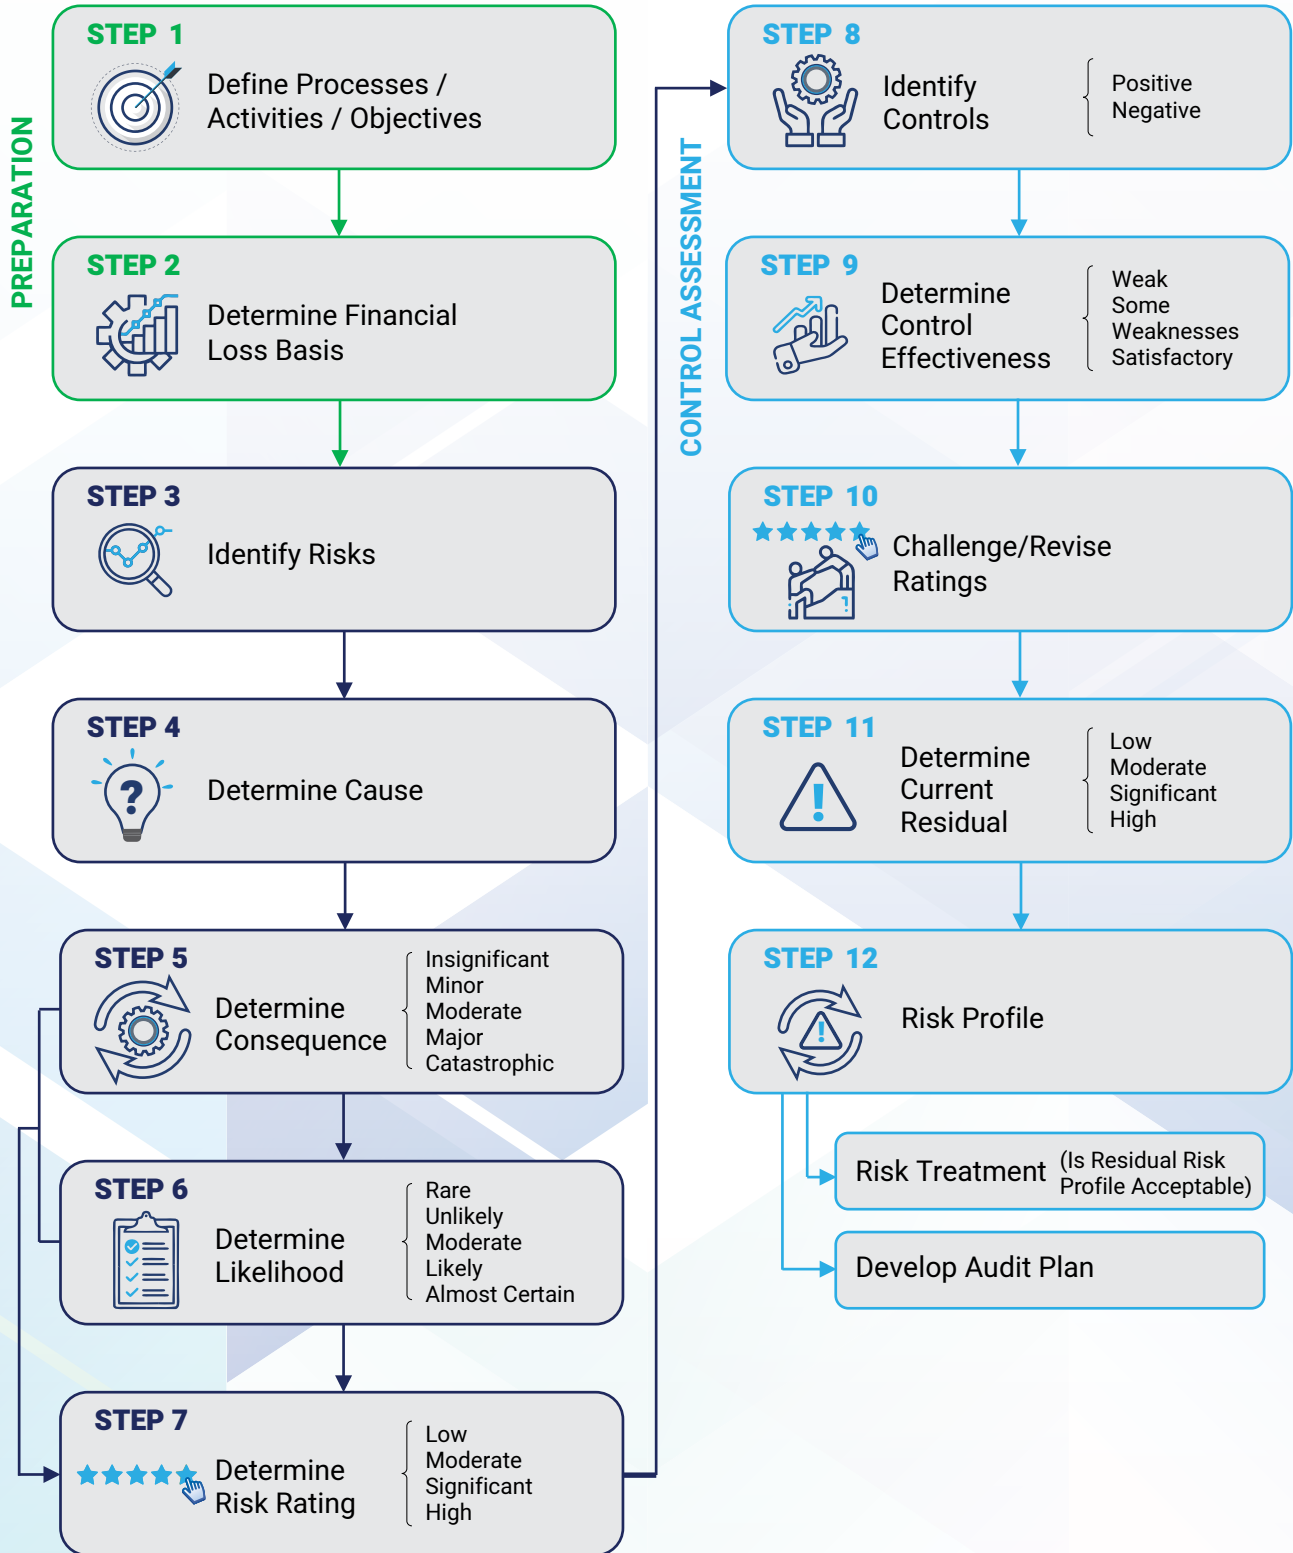 PREPARATION
STEP 1
Define Processes /
Activities / Objectives
STEP 2
Determine Financial
Loss Basis
STEP 3
Identify Risks
STEP 4
Determine Cause
STEP 5
Determine
Consequence
Insignificant
Minor
Moderate
Major
Catastrophic
STEP 6
Determine
Likelihood
Rare
Unlikely
Moderate
Likely
Almost Certain
STEP 7
Determine
Risk Rating
Low
Moderate
Significant
High
CONTROL ASSESSMENT
STEP 8
Identify
Controls
Positive
Negative
STEP 9
Determine
Control
Effectiveness
Weak
Some
Weaknesses
Satisfactory
STEP 10
Challenge/Revise
Ratings
STEP 11
Determine
Current
Residual
Low
Moderate
Significant
High
STEP 12
Risk Profile
Risk Treatment
(Is Residual Risk
Profile Acceptable)
Develop Audit Plan